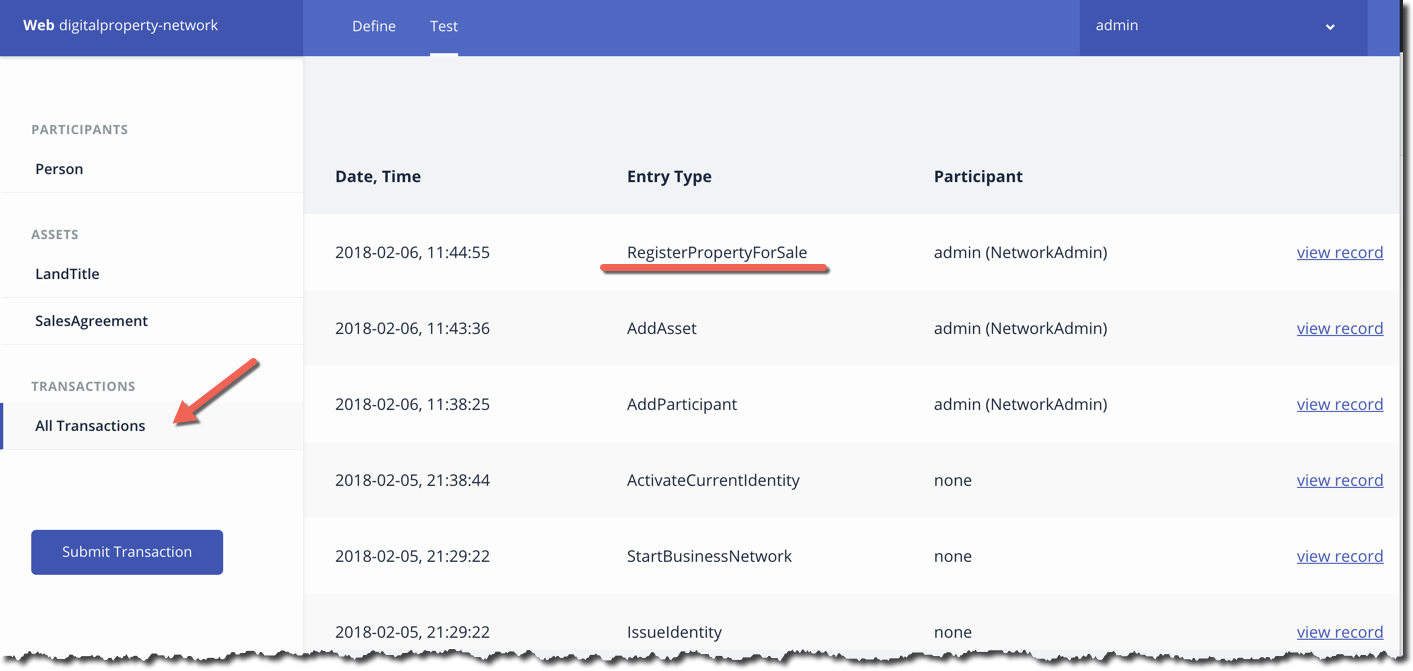 Web digitalproperty-network
Define
Test
admin
PARTICIPANTS
Person
ASSETS
LandTitle
SalesAgreement
TRANSACTIONS
All Transactions
Submit Transaction
Date, Time Entry Type Participant
2018-02-06, 11:44:55 RegisterPropertyForSale admin (NetworkAdmin) view record
2018-02-06, 11:43:36 AddAsset admin (NetworkAdmin) view record
2018-02-06, 11:38:25 AddParticipant admin (NetworkAdmin) view record
2018-02-05, 21:38:44 ActivateCurrentIdentity none view record
2018-02-05, 21:29:22 StartBusinessNetwork none view record
2018-02-05, 21:29:22 IssueIdentity none view record